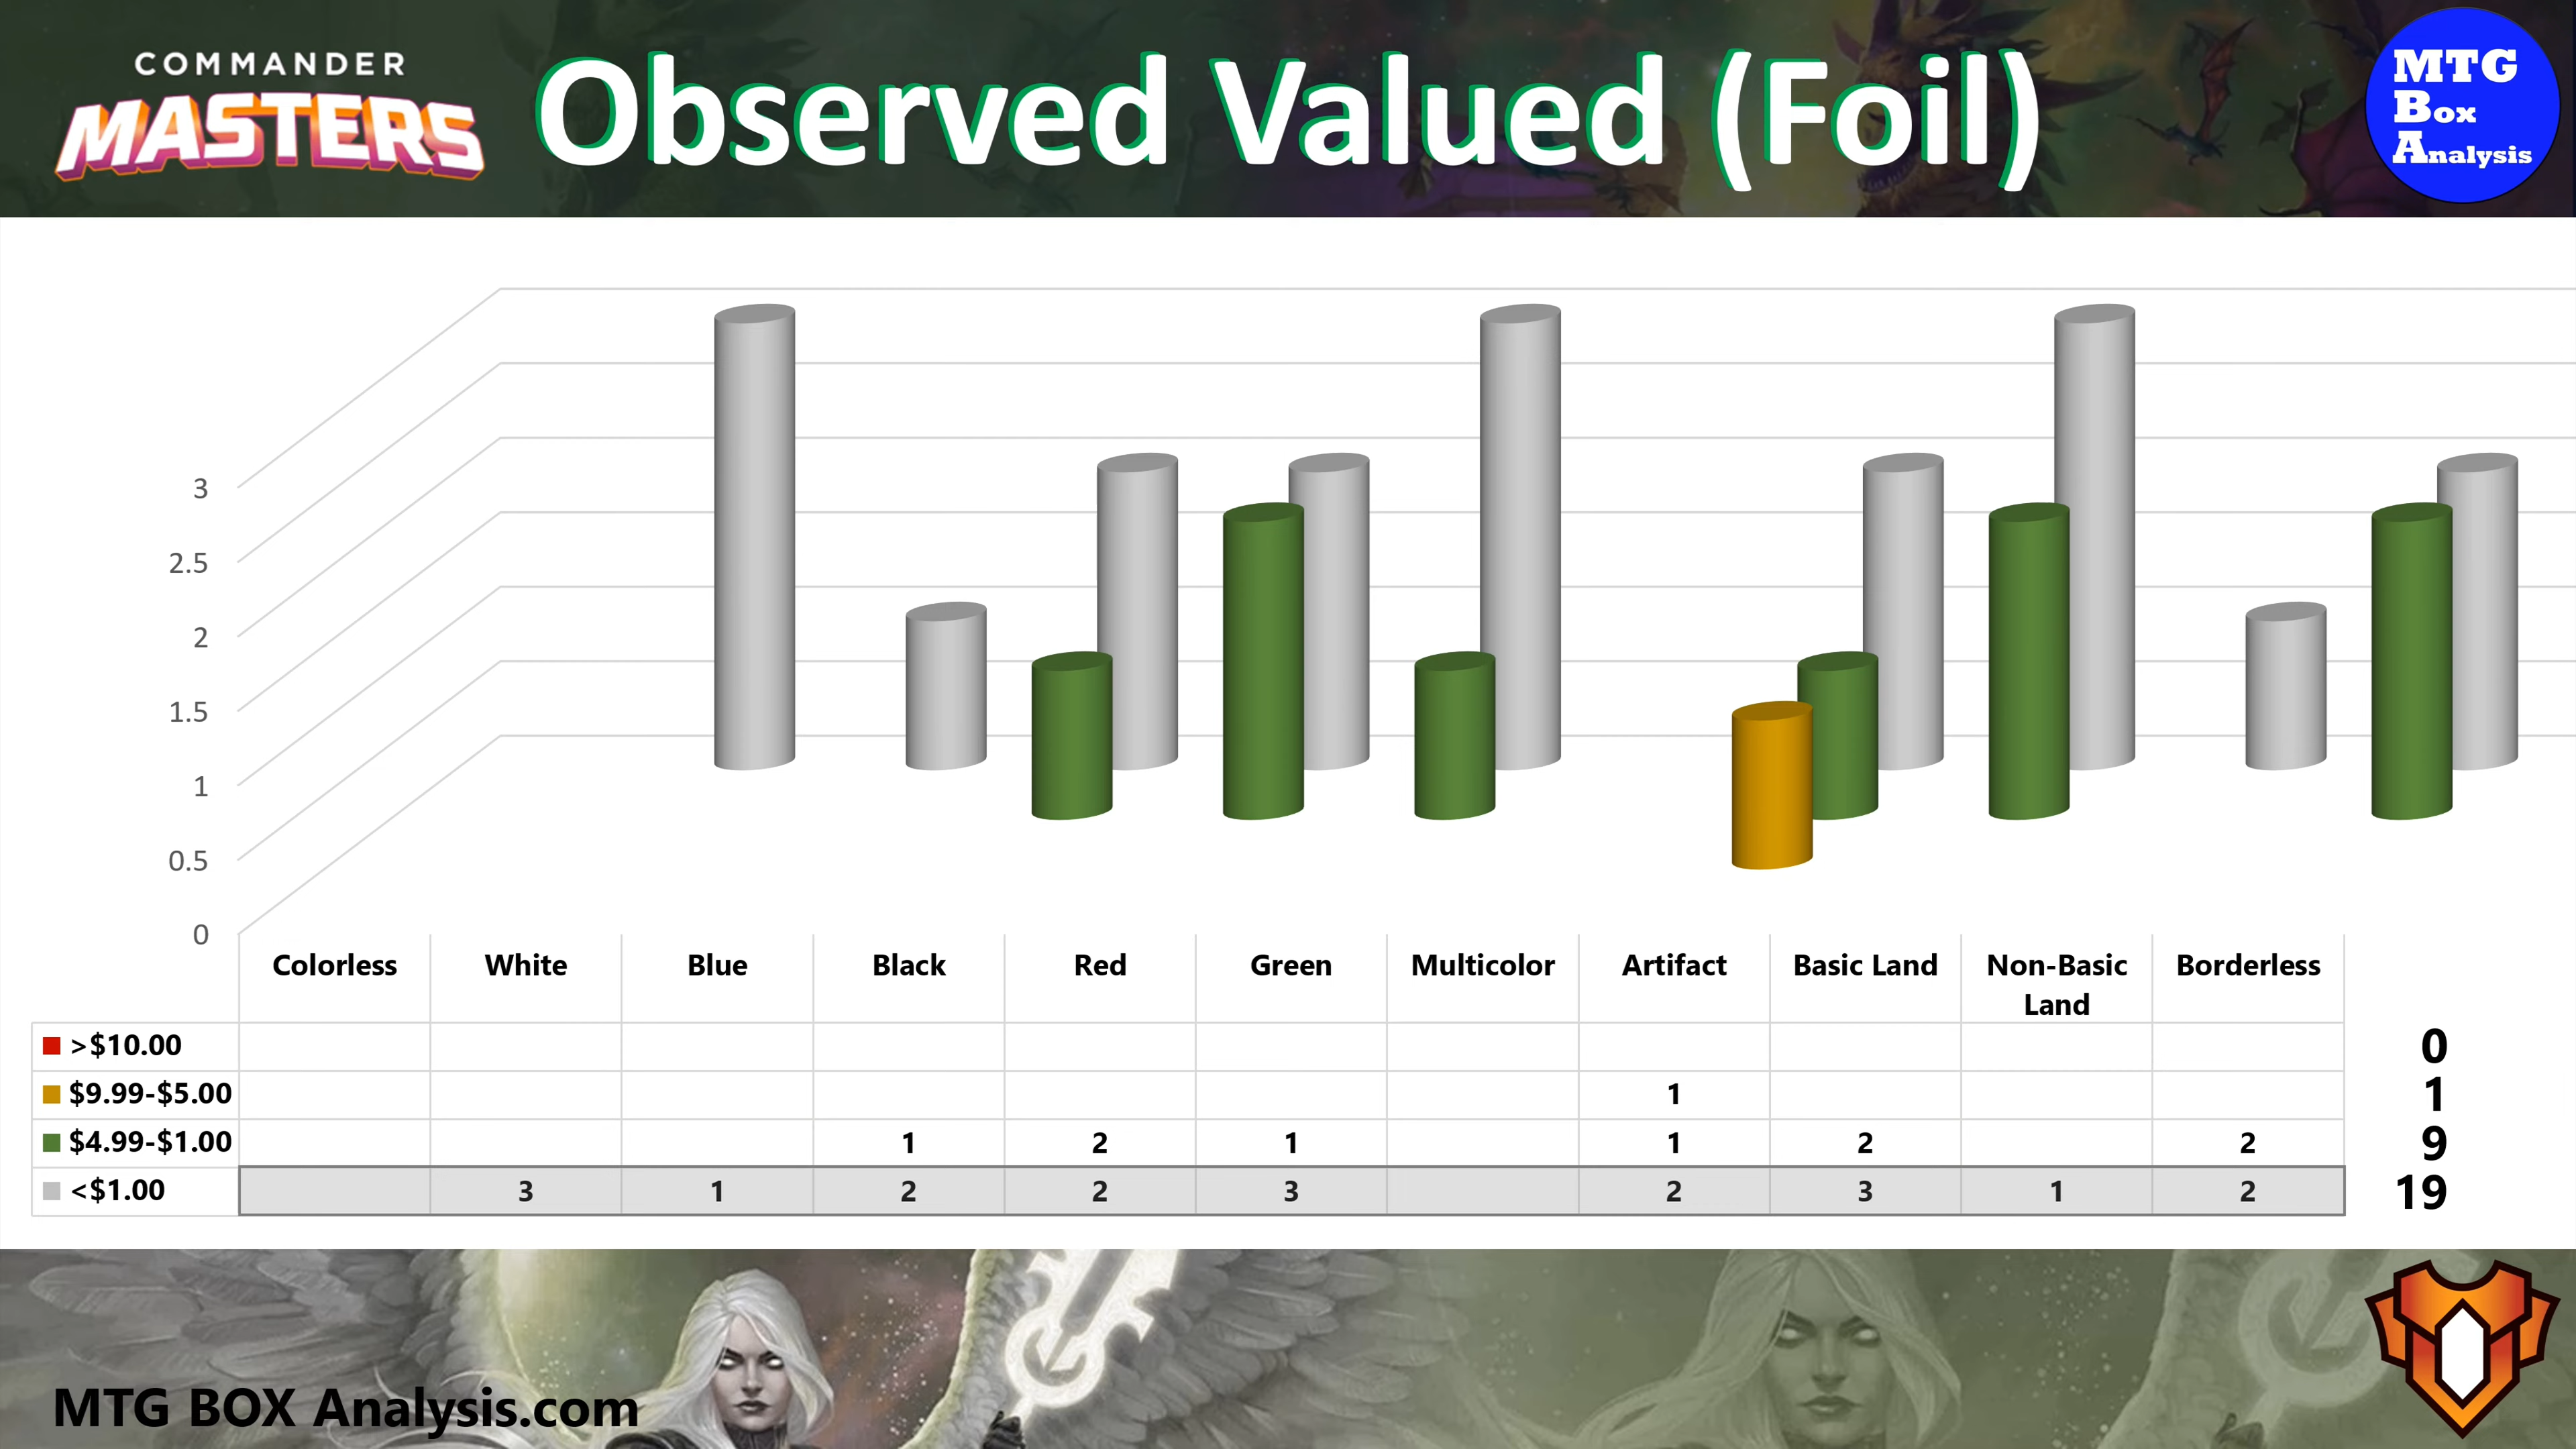 COMMANDER
MASTERS
Observed Valued (Foil)
MTG
Box
Analysis
3
2.5
2
1.5
1
0.5
0
Colorless White Blue Black Red Green Multicolor Artifact Basic Land Non-Basic Borderless
Land
>$10.00 0
$9.99-$5.00 1 1
$4.99-$1.00 1 2 1 1 2 2 9
<$1.00 3 1 2 2 3 2 3 1 2 19
MTG BOX Analysis.com